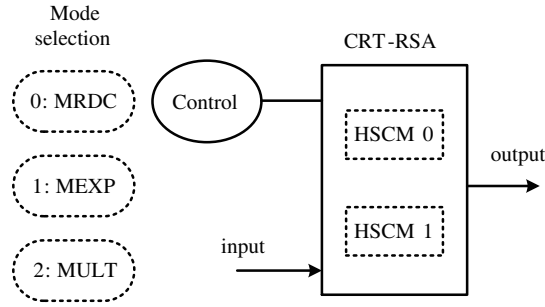 Mode
selection
0: MRDC
1: MEXP
2: MULT
Control
CRT-RSA
HSCM 0
HSCM 1
input
output